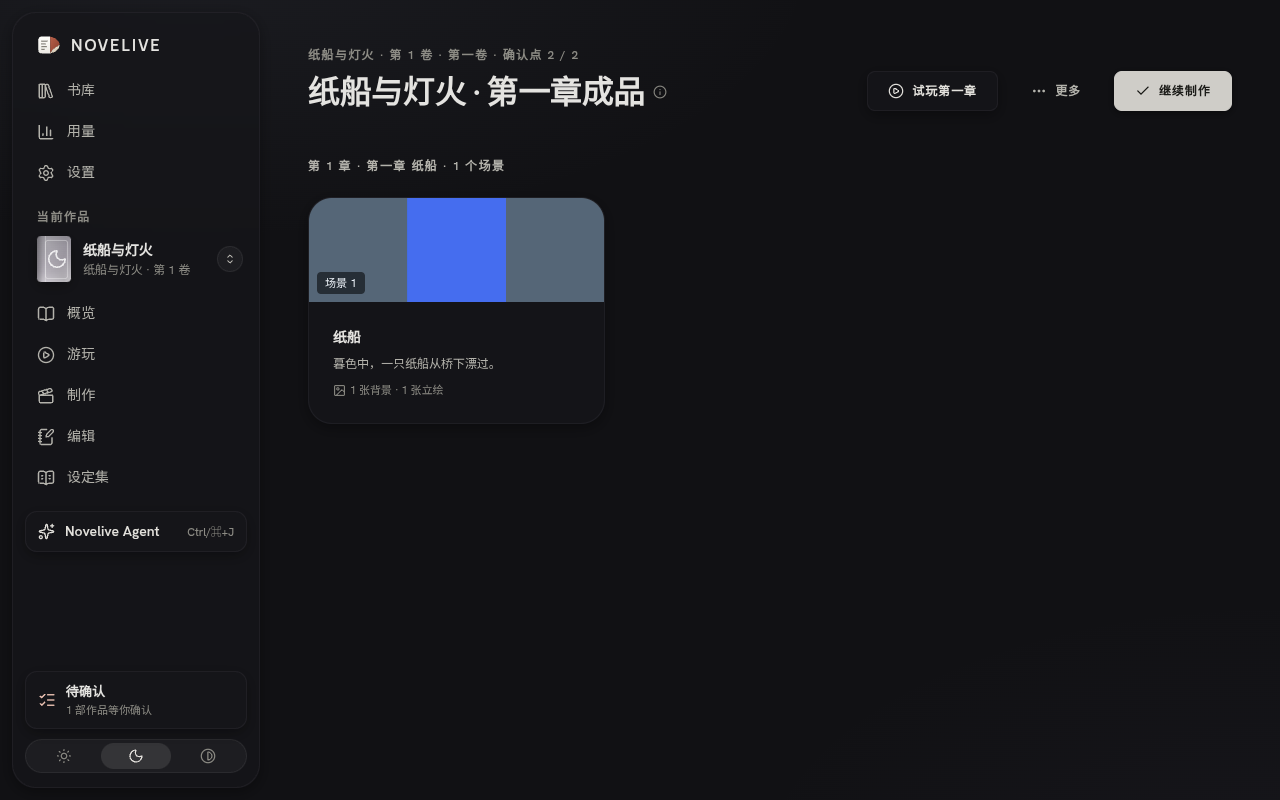 NOVELIVE
书库
用量
设置
当前作品
纸船与灯火
纸船与灯火 · 第 1 卷
概览
游玩
制作
编辑
设定集
Novelive Agent
Ctrl/⌘+J
待确认
1 部作品等你确认
纸船与灯火 · 第 1 卷 · 第一卷 · 确认点 2 / 2
纸船与灯火 · 第一章成品
试玩第一章
更多
继续制作
第 1 章 · 第一章 纸船 · 1 个场景
场景 1
纸船
暮色中，一只纸船从桥下漂过。
1 张背景 · 1 张立绘